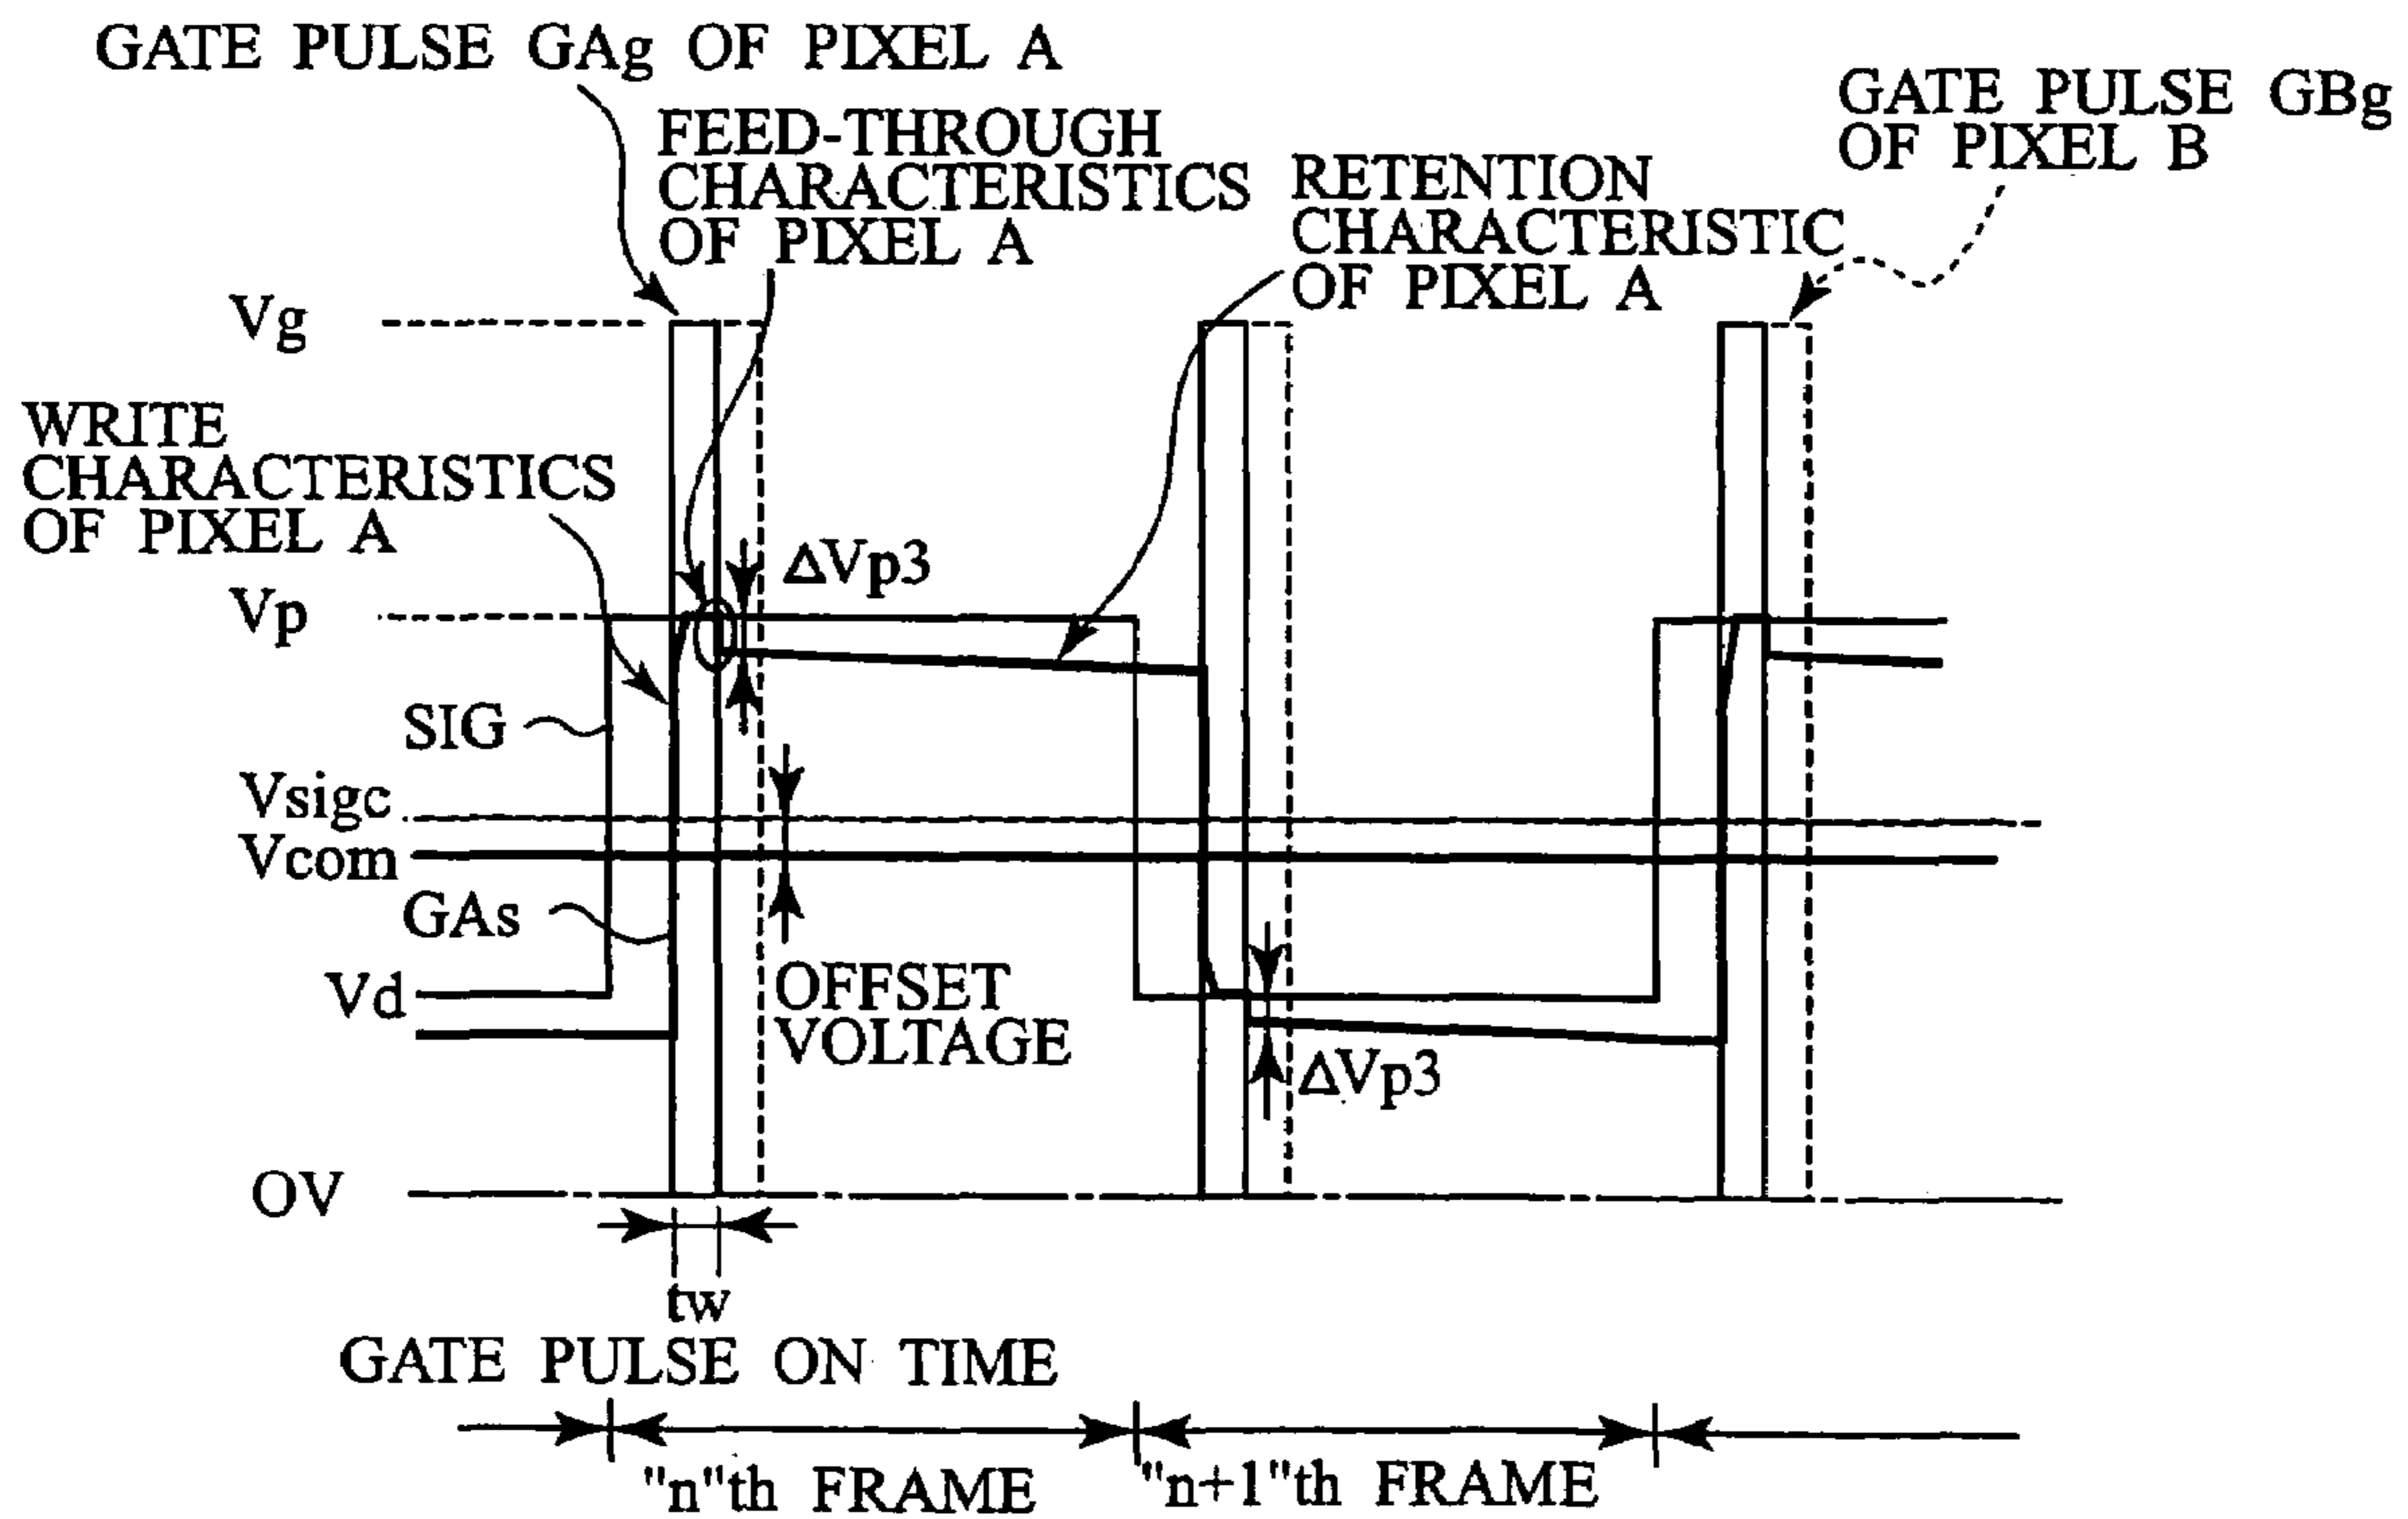 GATE PULSE GAg OF PIXEL A
FEED-THROUGH
CHARACTERISTICS
OF PIXEL A
RETENTION
CHARACTERISTIC
OF PIXEL A
GATE PULSE GBg
OF PIXEL B
Vg
WRITE
CHARACTERISTICS
OF PIXEL A
ΔVp3
Vp
SIG
Vsigc
Vcom
GAs
Vd
OFFSET
VOLTAGE
ΔVp3
OV
tw
GATE PULSE ON TIME
"n"th FRAME
"n+1"th FRAME